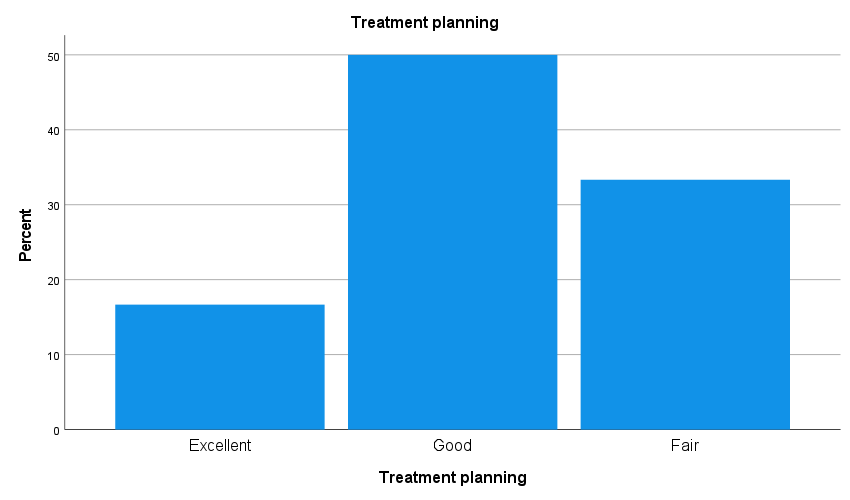 Treatment planning
Percent
50
40
30
20
10
0
Excellent
Good
Fair
Treatment planning